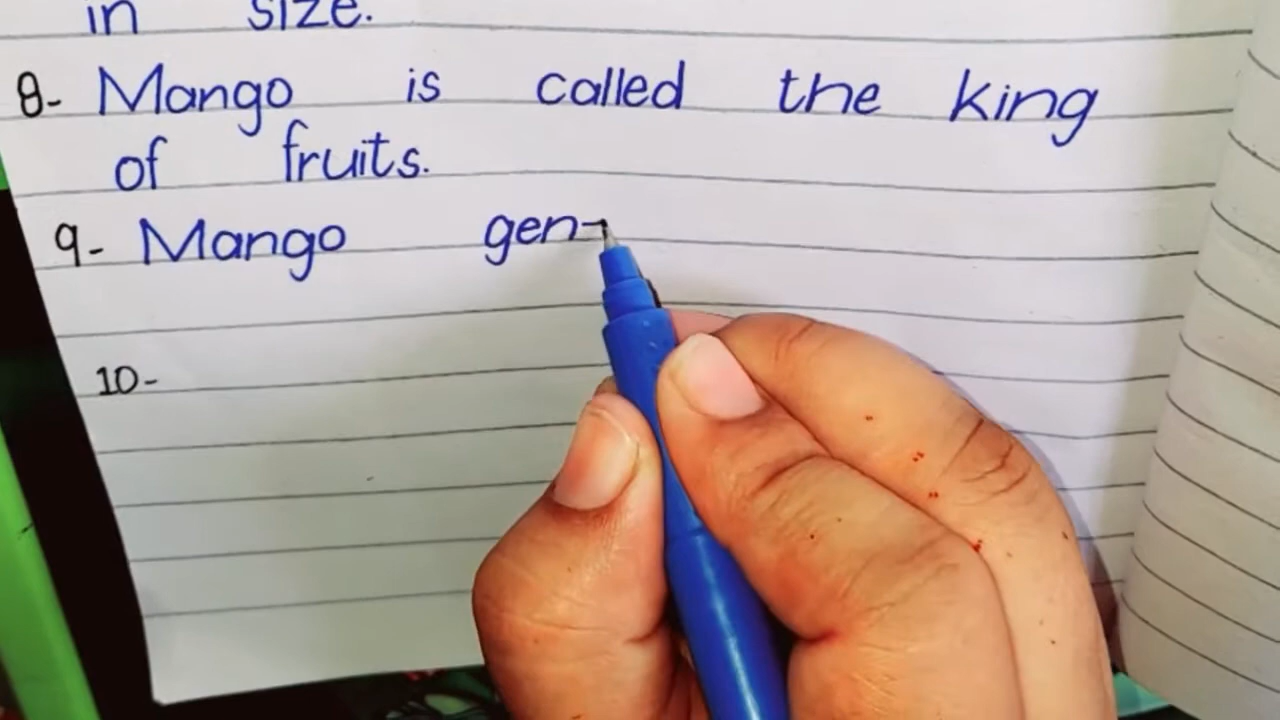 in size.
8- Mango is called the king
of fruits.
9- Mango gen
10-